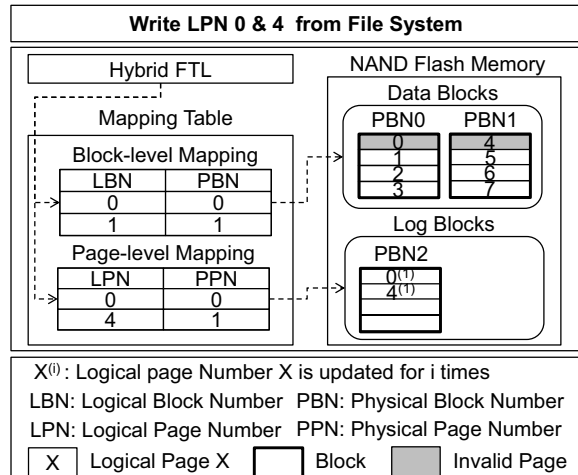 Write LPN 0 & 4 from File System
Hybrid FTL
Mapping Table
Block-level Mapping
LBN PBN
0 0
1 1
Page-level Mapping
LPN PPN
0 0
4 1
NAND Flash Memory
Data Blocks
PBN0 PBN1
0 4
1 5
2 6
3 7
Log Blocks
PBN2
0(1)
4(1)
X(i) : Logical page Number X is updated for i times
LBN: Logical Block Number PBN: Physical Block Number
LPN: Logical Page Number PPN: Physical Page Number
X Logical Page X Block Invalid Page